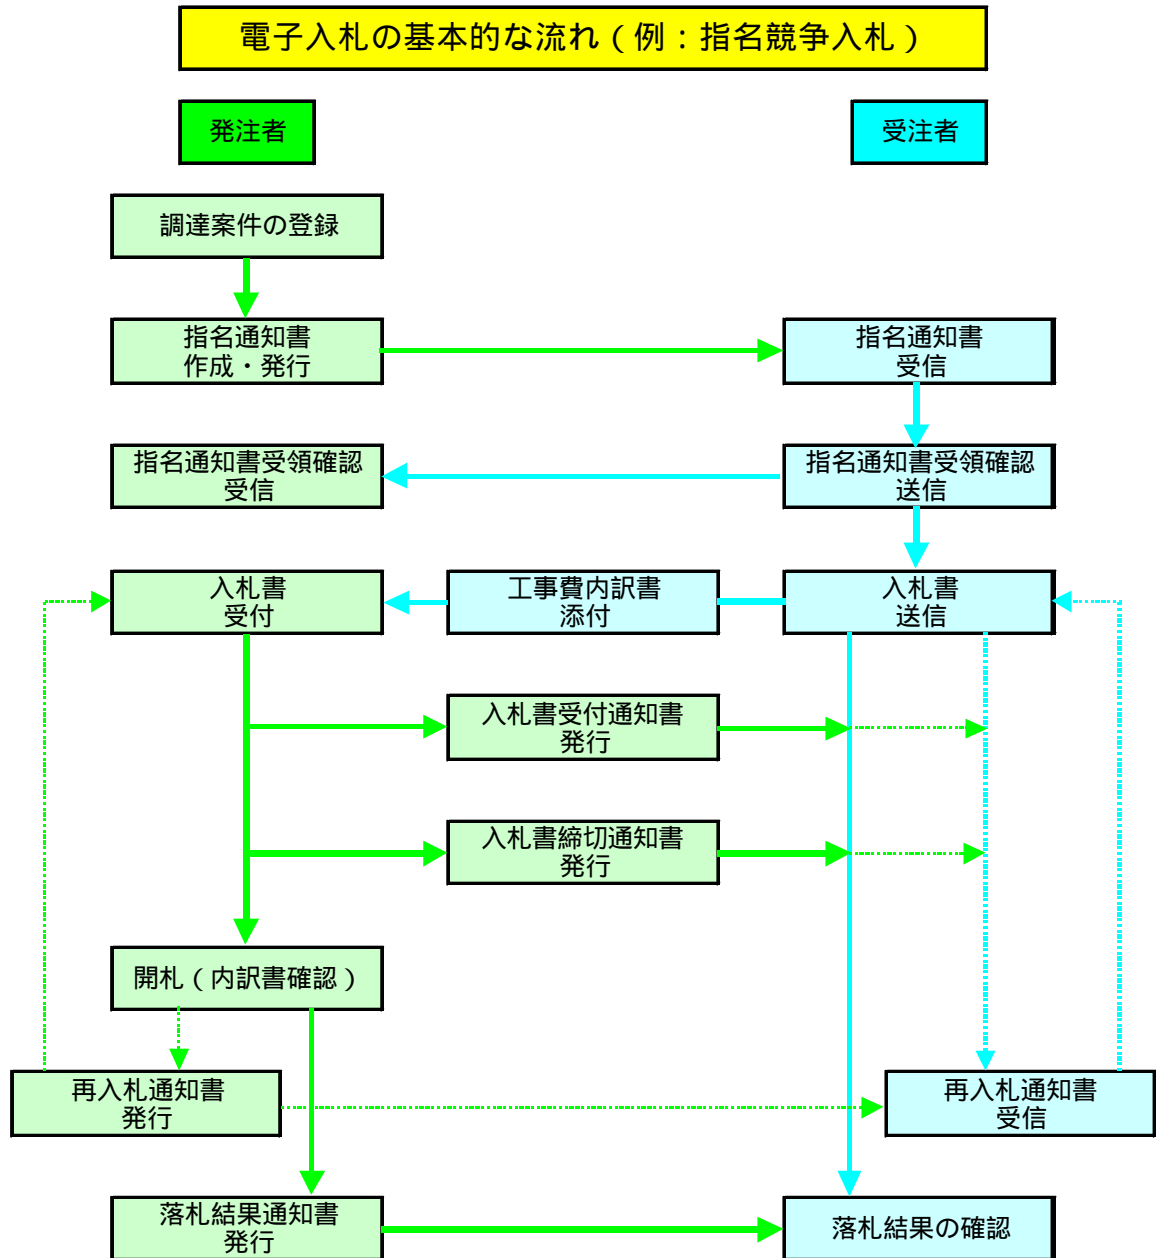 電子入札の基本的な流れ（例：指名競争入札）
発注者
受注者
調達案件の登録
指名通知書
作成・発行
指名通知書
受信
指名通知書受領確認
受信
指名通知書受領確認
送信
入札書
受付
工事費内訳書
添付
入札書
送信
入札書受付通知書
発行
入札書締切通知書
発行
開札（内訳書確認）
再入札通知書
発行
再入札通知書
受信
落札結果通知書
発行
落札結果の確認